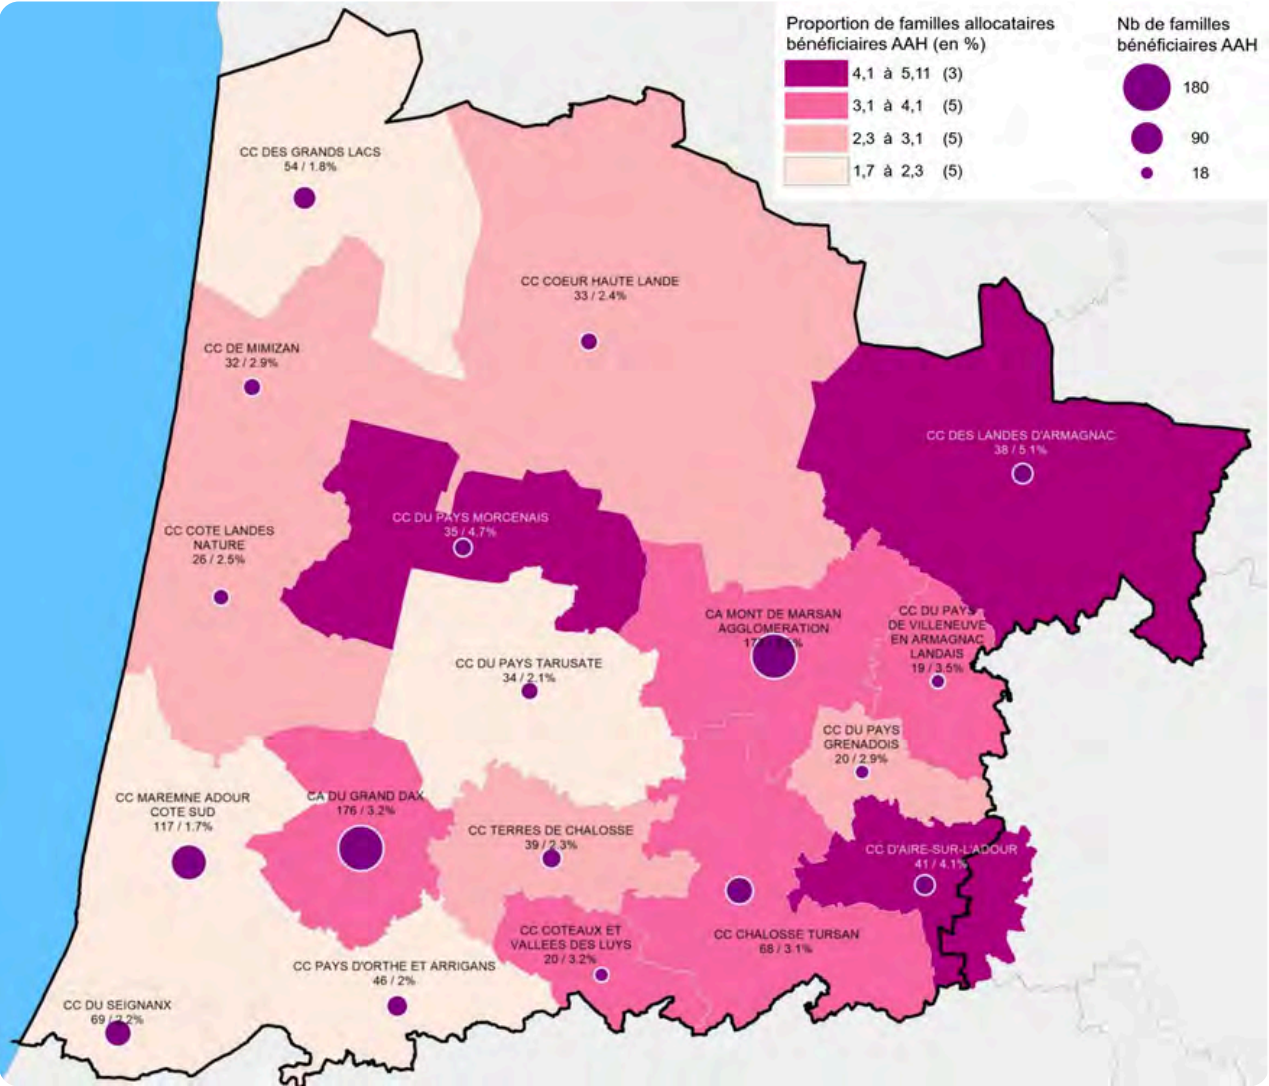 Proportion de familles allocataires
bénéficiaires AAH (en %)
4,1 à 5,11 (3)
3,1 à 4,1 (5)
2,3 à 3,1 (5)
1,7 à 2,3 (5)
Nb de familles
bénéficiaires AAH
180
90
18
CC DES GRANDS LACS
54 / 1.8%
CC COEUR HAUTE LANDE
33 / 2.4%
CC DE MIMIZAN
32 / 2.9%
CC DES LANDES D'ARMAGNAC
38 / 5.1%
CC DU PAYS MORCENAIS
35 / 4.7%
CC COTE LANDES
NATURE
26 / 2.5%
CA MONT DE MARSAN
AGGLOMERATION
CC DU PAYS
DE VILLENEUVE
EN ARMAGNAC
LANDAIS
19 / 3.5%
CC DU PAYS TARUSATE
34 / 2.1%
CC DU PAYS
GRENADOIS
20 / 2.9%
CC MAREMNE ADOUR
COTE SUD
117 / 1.7%
CA DU GRAND DAX
176 / 3.2%
CC TERRES DE CHALOSSE
39 / 2.3%
CC D'AIRE-SUR-L'ADOUR
41 / 4.1%
CC COTEAUX ET
VALLEES DES LUYS
20 / 3.2%
CC CHALOSSE TURSAN
68 / 3.1%
CC PAYS D'ORTHE ET ARRIGANS
46 / 2%
CC DU SEIGNANX
69 / 2.2%